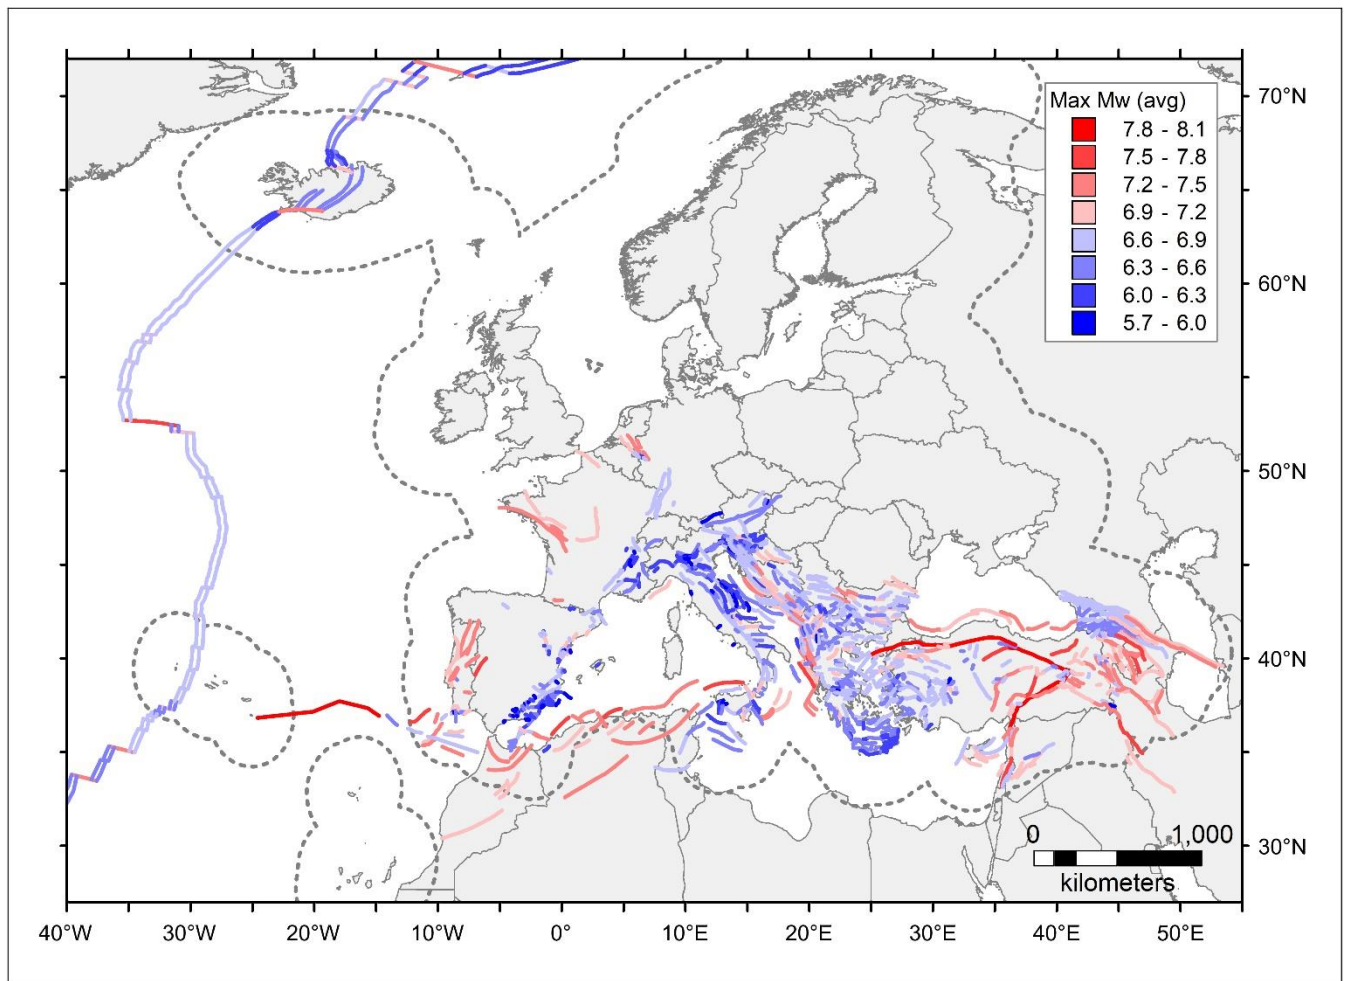 Max Mw (avg)
7.8 - 8.1
7.5 - 7.8
7.2 - 7.5
6.9 - 7.2
6.6 - 6.9
6.3 - 6.6
6.0 - 6.3
5.7 - 6.0
70°N
60°N
50°N
40°N
30°N
0 1,000
kilometers
40°W 30°W 20°W 10°W 0° 10°E 20°E 30°E 40°E 50°E